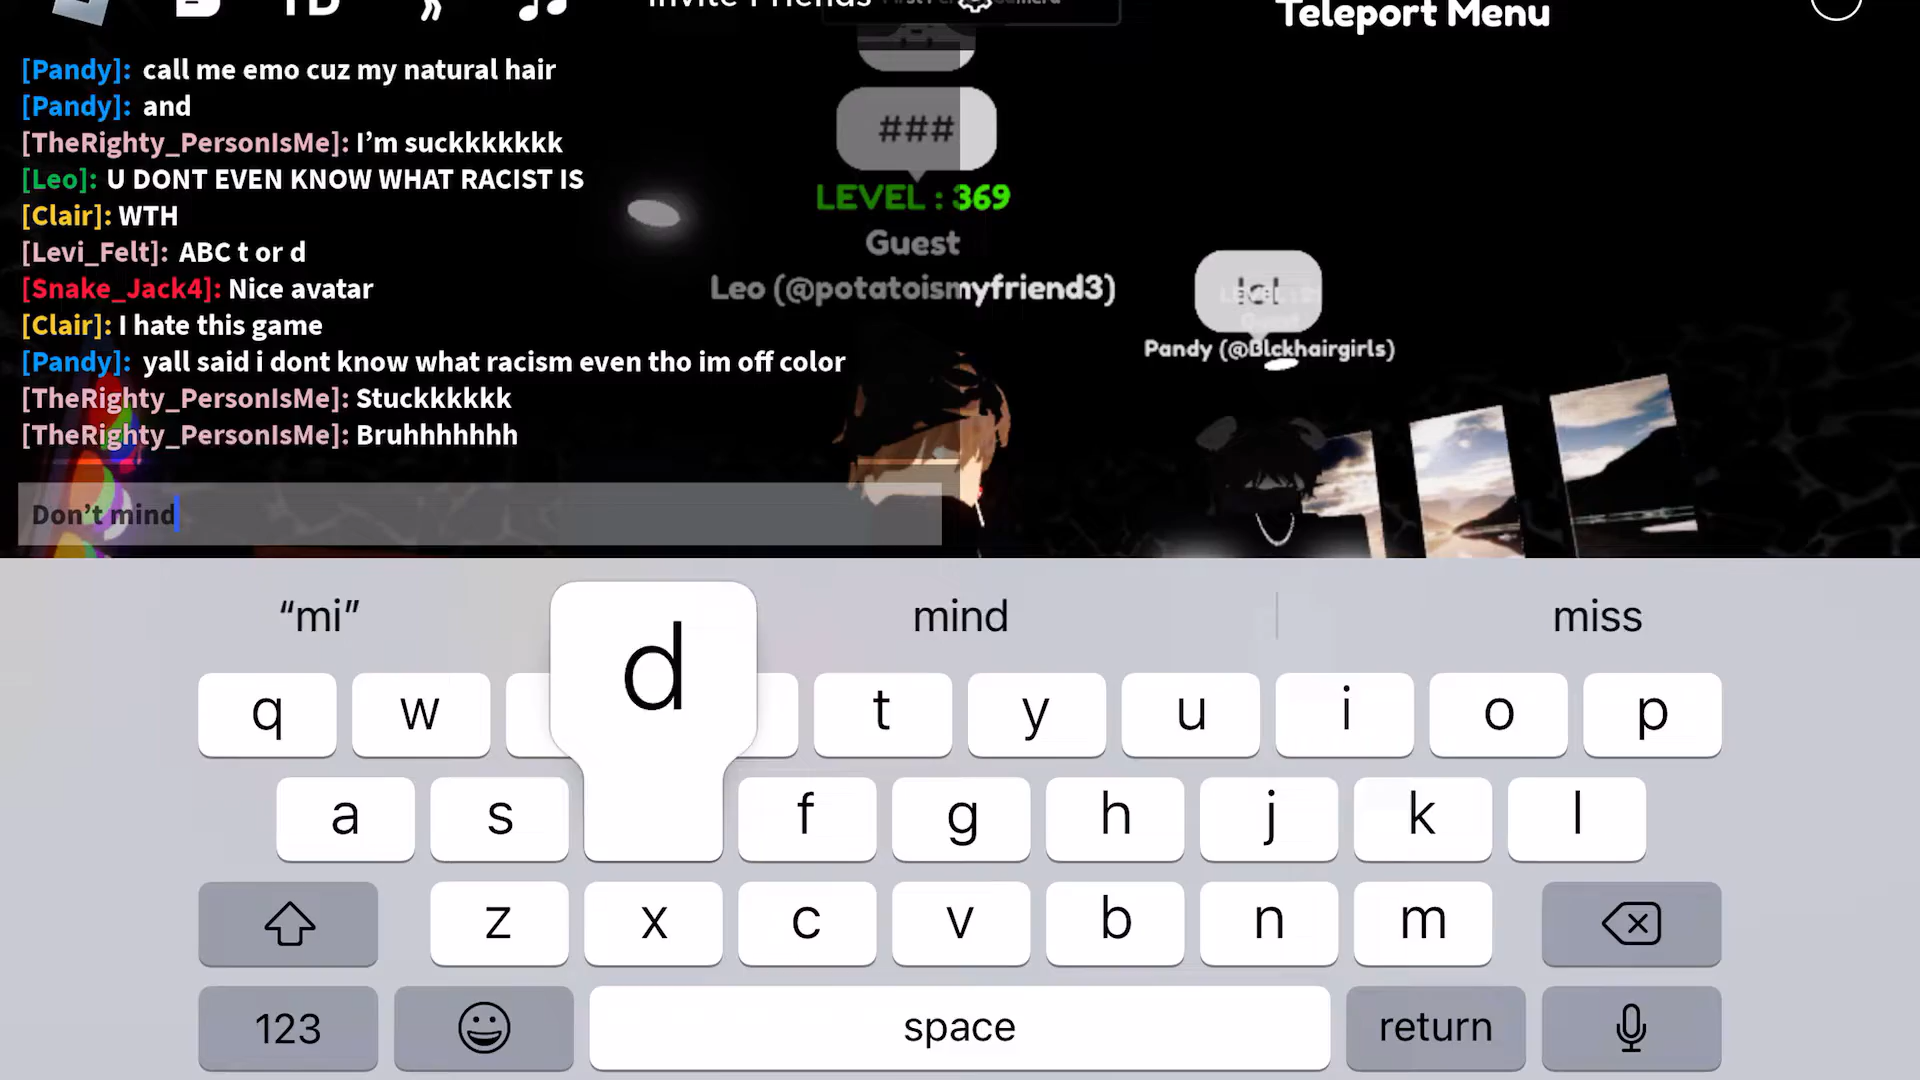 Invite Friends
Teleport Menu
[Pandy]: call me emo cuz my natural hair
[Pandy]: and
[TheRighty_PersonIsMe]: I’m suckkkkkkk
[Leo]: U DONT EVEN KNOW WHAT RACIST IS
[Clair]: WTH
[Levi_Felt]: ABC t or d
[Snake_Jack4]: Nice avatar
[Clair]: I hate this game
[Pandy]: yall said i dont know what racism even tho im off color
[TheRighty_PersonIsMe]: Stuckkkkkk
[TheRighty_PersonIsMe]: Bruhhhhhhh
###
LEVEL : 369
Guest
Leo (@potatoismyfriend3)
lol
Pandy (@Blckhairgirls)
Don’t mind
“mi” mind miss
d
q w t y u i o p
a s f g h j k l
z x c v b n m
123 space return